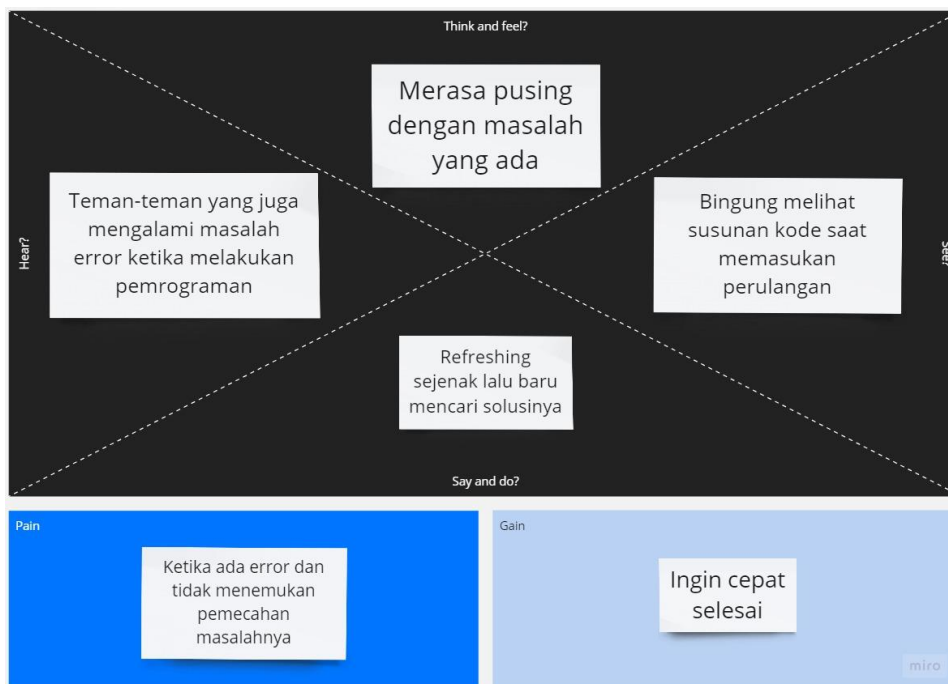 Think and feel?
Merasa pusing
dengan masalah
yang ada
Hear?
Teman-teman yang juga
mengalami masalah
error ketika melakukan
pemrograman
Bingung melihat
susunan kode saat
memasukan
perulangan
See?
Refreshing
sejenak lalu baru
mencari solusinya
Say and do?
Pain
Ketika ada error dan
tidak menemukan
pemecahan
masalahnya
Gain
Ingin cepat
selesai
miro